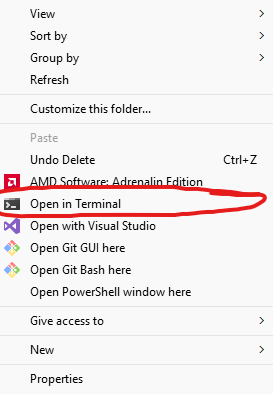 View
Sort by
Group by
Refresh
Customize this folder...
Paste
Undo Delete Ctrl+Z
AMD Software: Adrenalin Edition
Open in Terminal
Open with Visual Studio
Open Git GUI here
Open Git Bash here
Open PowerShell window here
Give access to
New
Properties